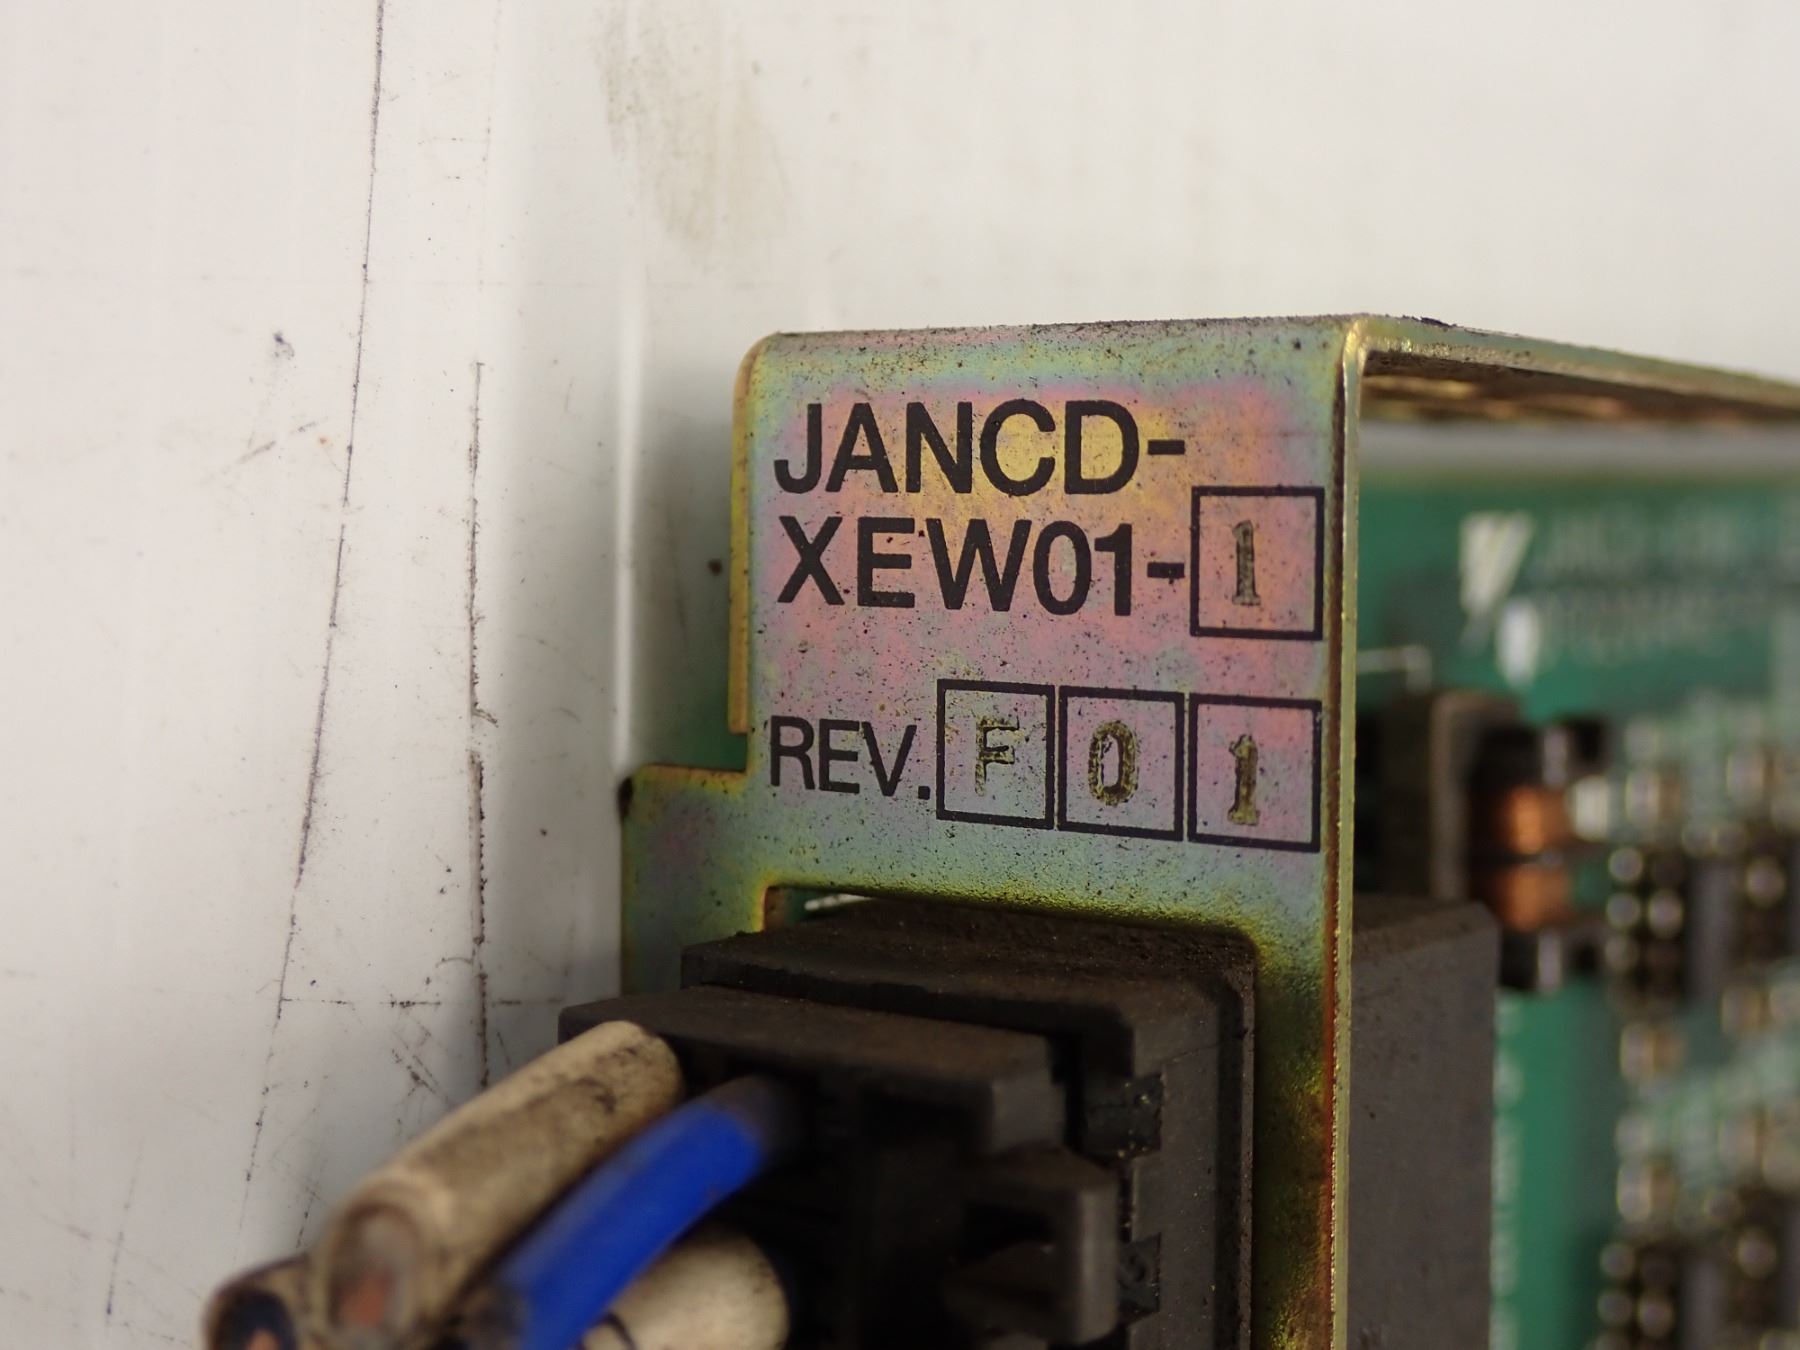 JANCD-
XEW01-1
REV. F01